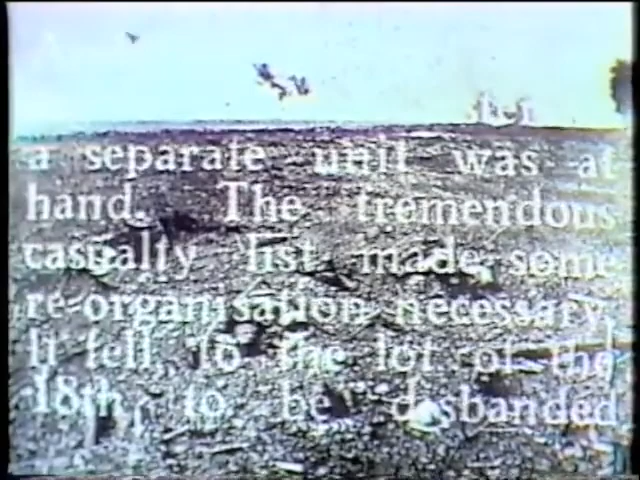 a separate unit was at
hand. The tremendous
casualty list made some
re-organisation necessary.
It fell to the lot of the
18th, to be disbanded